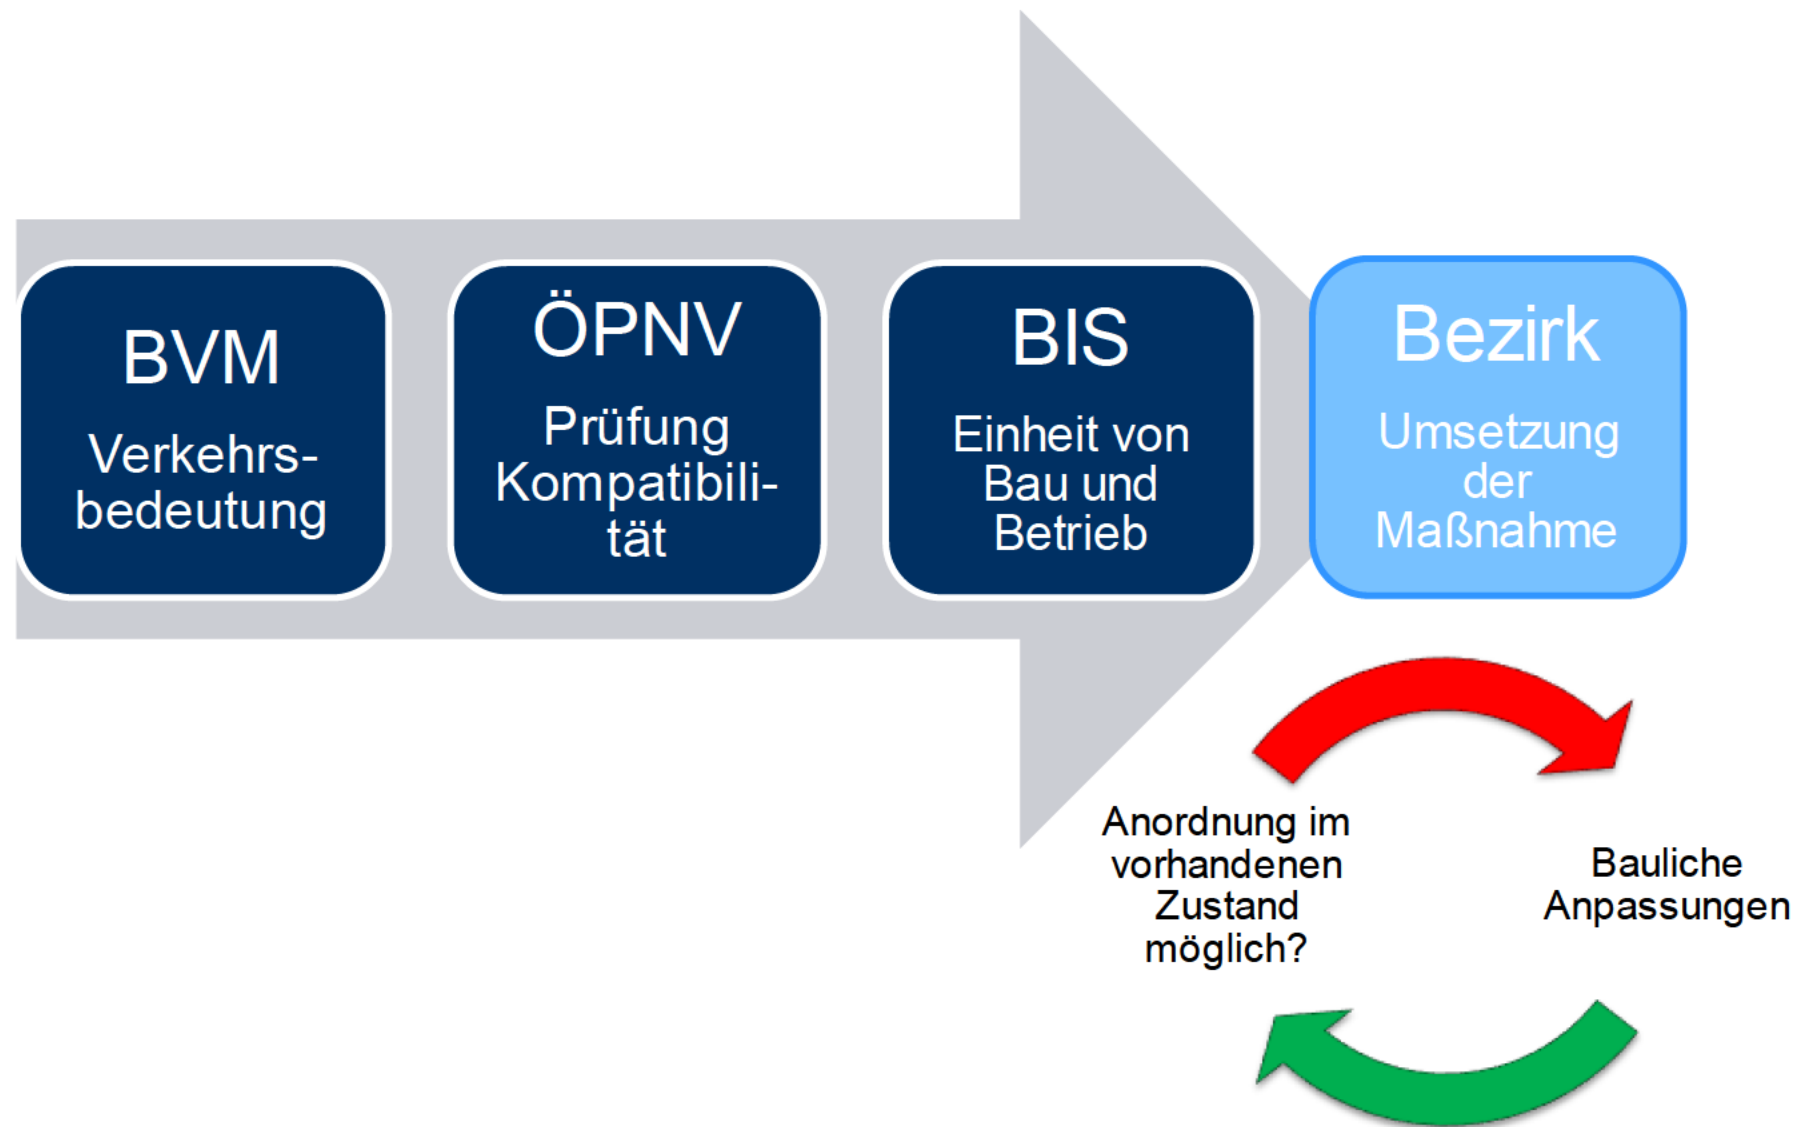 BVM
Verkehrs-
bedeutung
ÖPNV
Prüfung
Kompatibili-
tät
BIS
Einheit von
Bau und
Betrieb
Bezirk
Umsetzung
der
Maßnahme
Anordnung im
vorhandenen
Zustand
möglich?
Bauliche
Anpassungen